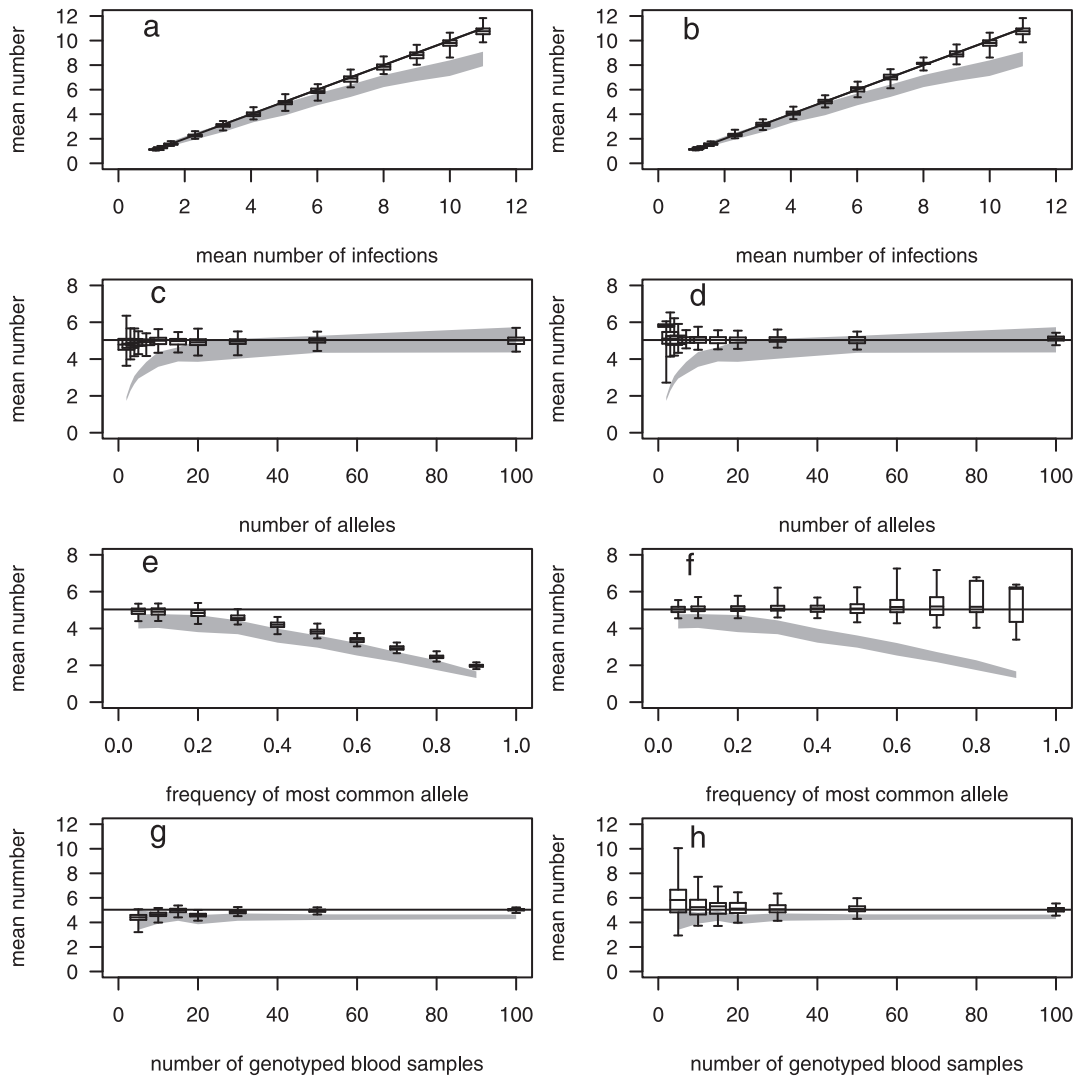 a
mean number
12
10
8
6
4
2
0
0 2 4 6 8 10 12
mean number of infections
b
mean number
12
10
8
6
4
2
0
0 2 4 6 8 10 12
mean number of infections
c
mean number
8
6
4
2
0
0 20 40 60 80 100
number of alleles
d
mean number
8
6
4
2
0
0 20 40 60 80 100
number of alleles
e
mean number
8
6
4
2
0
0.0 0.2 0.4 0.6 0.8 1.0
frequency of most common allele
f
mean number
8
6
4
2
0
0.0 0.2 0.4 0.6 0.8 1.0
frequency of most common allele
g
mean numnber
12
10
8
6
4
2
0
0 20 40 60 80 100
number of genotyped blood samples
h
mean number
12
10
8
6
4
2
0
0 20 40 60 80 100
number of genotyped blood samples